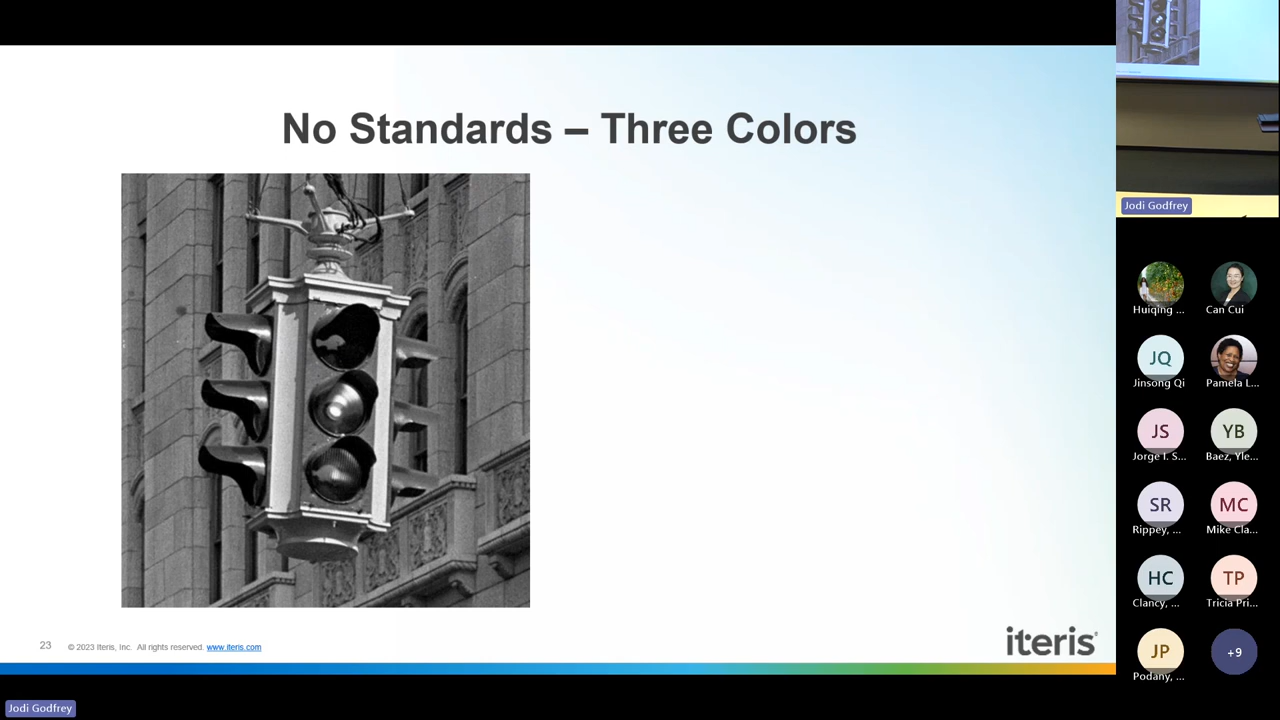 No Standards – Three Colors
23
© 2023 Iteris, Inc. All rights reserved. www.iteris.com
iteris
Jodi Godfrey
Jodi Godfrey
Huiqing ...
Can Cui
JQ
Jinsong Qi
Pamela L...
JS
Jorge I. S...
YB
Baez, Yle...
SR
Rippey, ...
MC
Mike Cla...
HC
Clancy, ...
TP
Tricia Pri...
JP
Podany, ...
+9